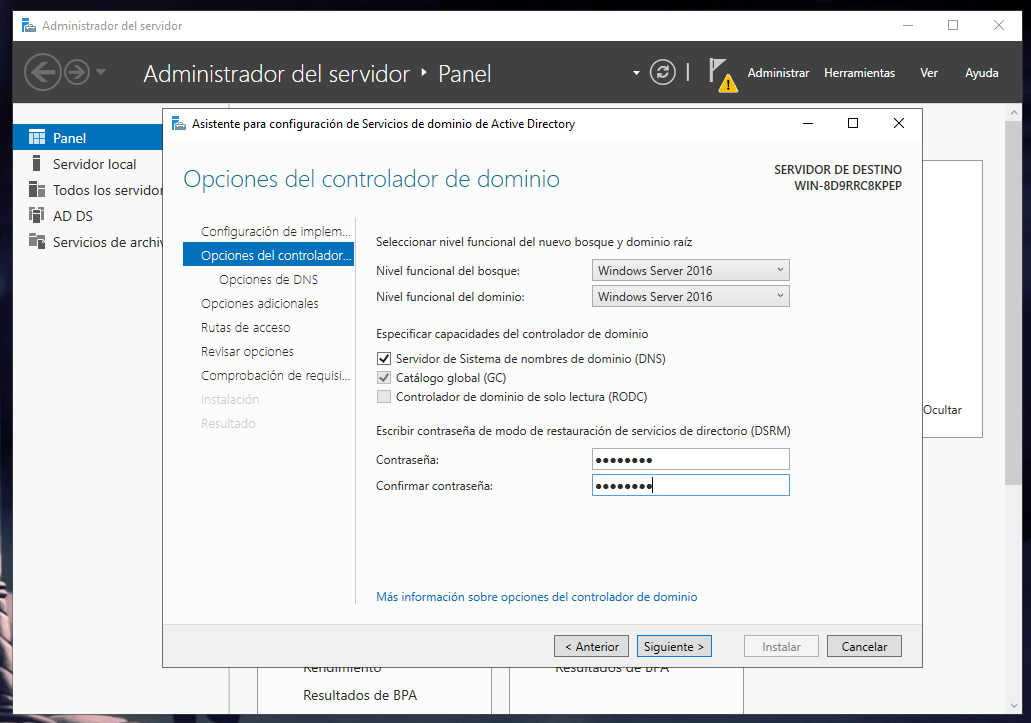 Administrador del servidor
Administrador del servidor ‣ Panel
Administrar Herramientas Ver Ayuda
Panel
Servidor local
Todos los servidor
AD DS
Servicios de archiv
Asistente para configuración de Servicios de dominio de Active Directory
Opciones del controlador de dominio
SERVIDOR DE DESTINO
WIN-8D9RRC8KPEP
Configuración de implem...
Opciones del controlador...
Opciones de DNS
Opciones adicionales
Rutas de acceso
Revisar opciones
Comprobación de requisi...
Instalación
Resultado
Seleccionar nivel funcional del nuevo bosque y dominio raíz
Nivel funcional del bosque: Windows Server 2016
Nivel funcional del dominio: Windows Server 2016
Especificar capacidades del controlador de dominio
Servidor de Sistema de nombres de dominio (DNS)
Catálogo global (GC)
Controlador de dominio de solo lectura (RODC)
Escribir contraseña de modo de restauración de servicios de directorio (DSRM)
Contraseña: ●●●●●●●●
Confirmar contraseña: ●●●●●●●●
Más información sobre opciones del controlador de dominio
< Anterior Siguiente > Instalar Cancelar
Ocultar
Rendimiento
Resultados de BPA
Resultados de BPA